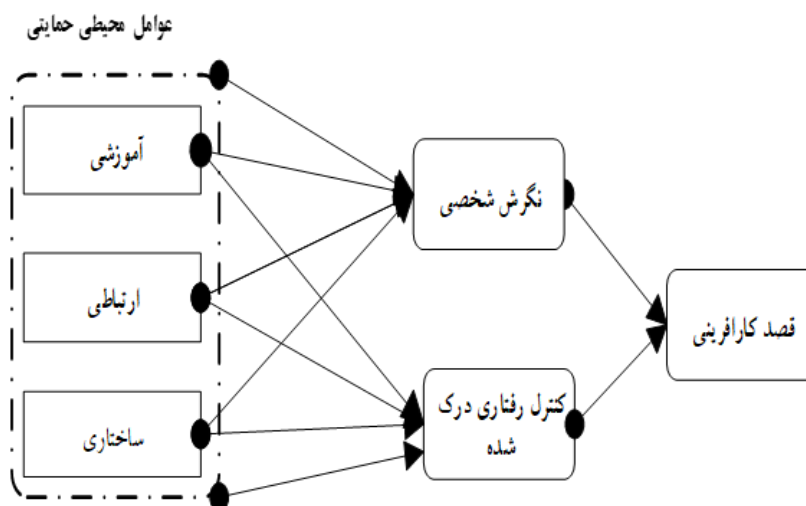 عوامل محیطی حمایتی
آموزشی
ارتباطی
ساختاری
نگرش شخصی
کنترل رفتاری درک
شده
قصد کارافرینی